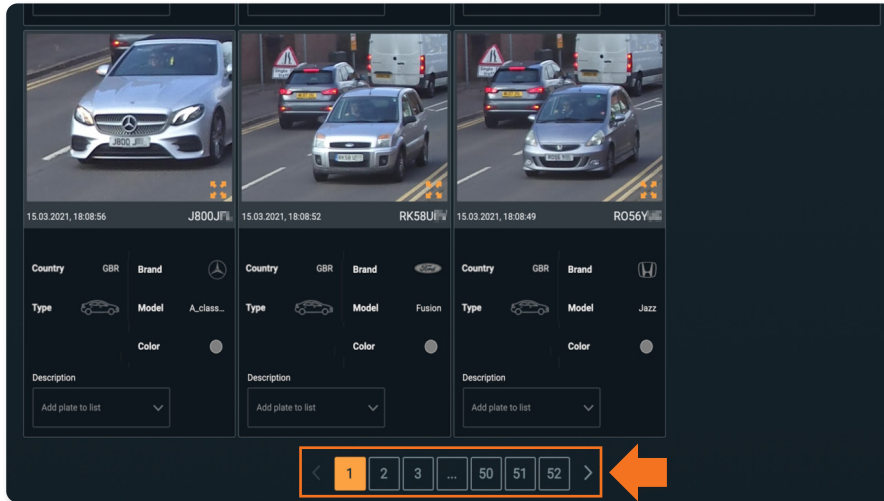 15.03.2021, 18:08:56 J800J
15.03.2021, 18:08:52 RK58U
15.03.2021, 18:08:49 RO56Y
Country GBR Brand
Type Model A_class...
Color
Description
Add plate to list
Country GBR Brand Ford
Type Model Fusion
Color
Description
Add plate to list
Country GBR Brand
Type Model Jazz
Color
Description
Add plate to list
< 1 2 3 ... 50 51 52 >